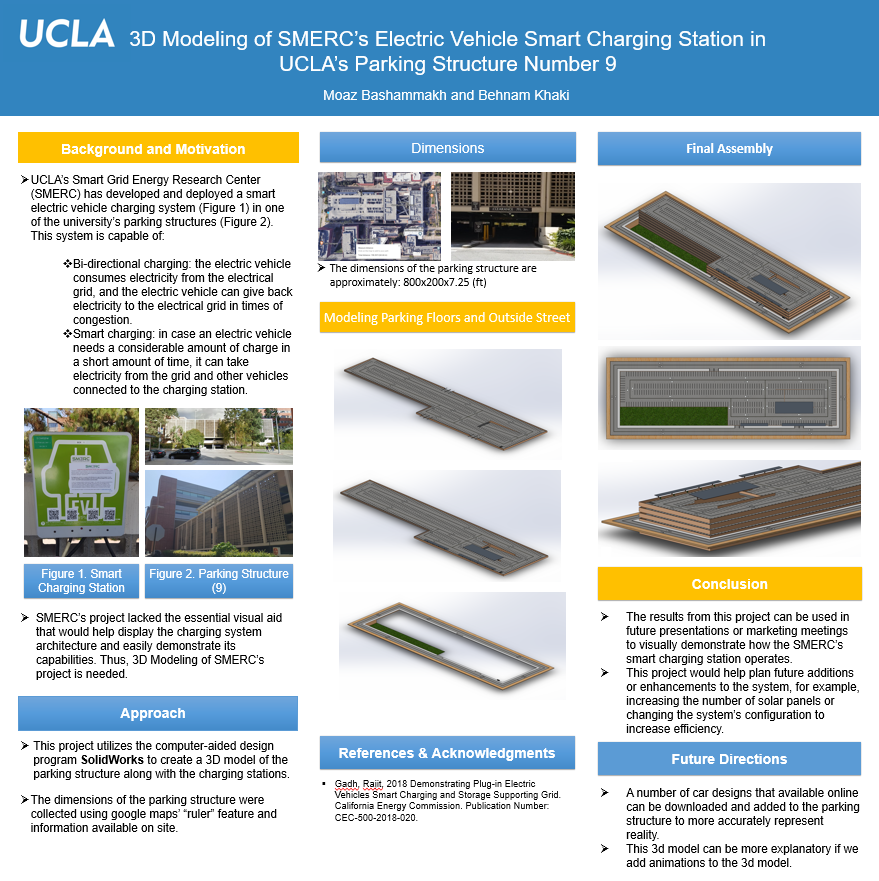 UCLA
3D Modeling of SMERC's Electric Vehicle Smart Charging Station in
UCLA's Parking Structure Number 9
Moaz Bashammakh and Behnam Khaki
Background and Motivation
➢UCLA's Smart Grid Energy Research Center
(SMERC) has developed and deployed a smart
electric vehicle charging system (Figure 1) in one
of the university's parking structures (Figure 2).
This system is capable of:
❖Bi-directional charging: the electric vehicle
consumes electricity from the electrical
grid, and the electric vehicle can give back
electricity to the electrical grid in times of
congestion.
❖Smart charging: in case an electric vehicle
needs a considerable amount of charge in
a short amount of time, it can take
electricity from the grid and other vehicles
connected to the charging station.
EV
Figure 1. Smart
Charging Station
Figure 2. Parking Structure
(9)
➢ SMERC's project lacked the essential visual aid
that would help display the charging system
architecture and easily demonstrate its
capabilities. Thus, 3D Modeling of SMERC's
project is needed.
Approach
➢ This project utilizes the computer-aided design
program SolidWorks to create a 3D model of the
parking structure along with the charging stations.
➢The dimensions of the parking structure were
collected using google maps' "ruler" feature and
information available on site.
Dimensions
➢ The dimensions of the parking structure are
approximately: 800x200x7.25 (ft)
Modeling Parking Floors and Outside Street
References & Acknowledgments
▪ Gadh, Rajit, 2018 Demonstrating Plug-in Electric
Vehicles Smart Charging and Storage Supporting Grid.
California Energy Commission. Publication Number:
CEC-500-2018-020.
Final Assembly
Conclusion
➢ The results from this project can be used in
future presentations or marketing meetings
to visually demonstrate how the SMERC's
smart charging station operates.
➢ This project would help plan future additions
or enhancements to the system, for example,
increasing the number of solar panels or
changing the system's configuration to
increase efficiency.
Future Directions
➢ A number of car designs that available online
can be downloaded and added to the parking
structure to more accurately represent
reality.
➢ This 3d model can be more explanatory if we
add animations to the 3d model.